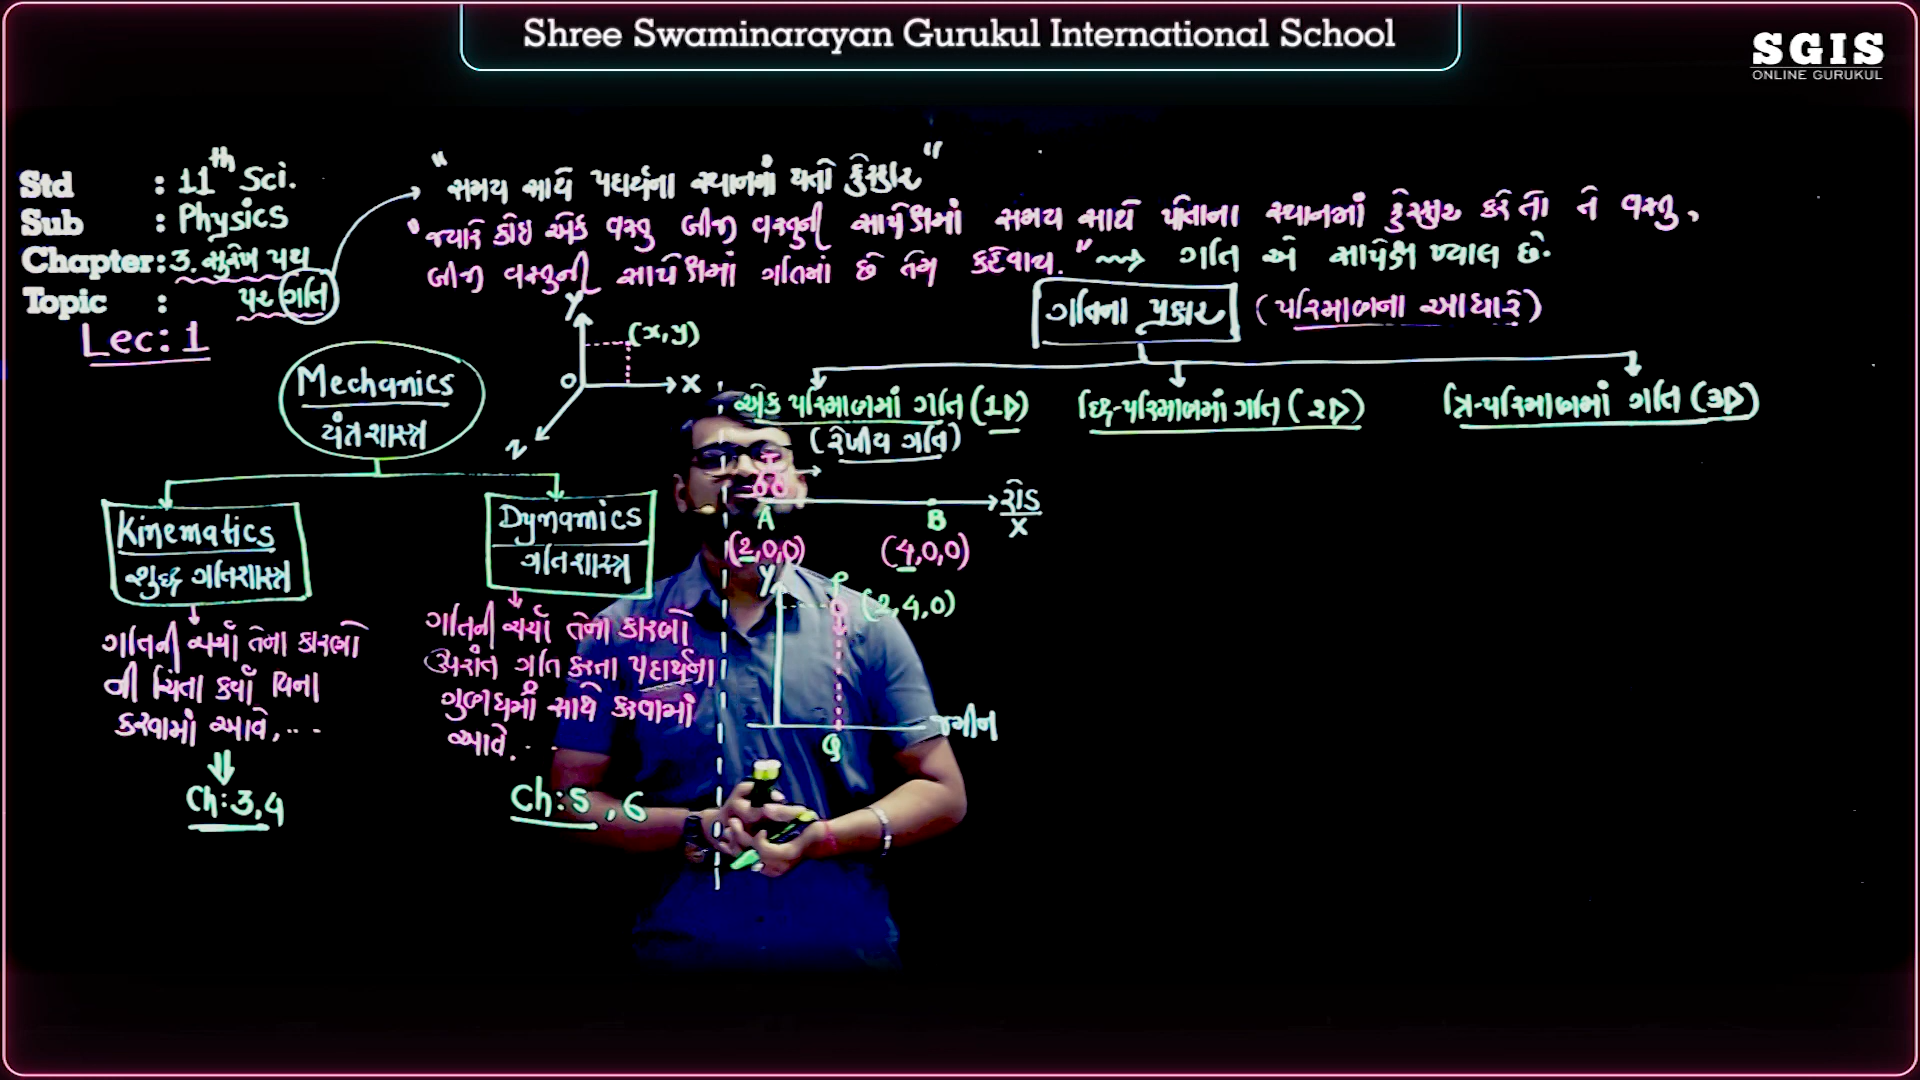 Shree Swaminarayan Gurukul International School
SGIS
ONLINE GURUKUL
Std : 11th Sci.
Sub : Physics
Chapter : 3. સુરેખ પથ
Topic : પર ગતિ
Lec: 1
"સમય સાથે પદાર્થના સ્થાનમાં થતો ફેરફાર"
"જ્યારે કોઇ એક વસ્તુ બીજી વસ્તુની સાપેક્ષમાં સમય સાથે પોતાના સ્થાનમાં ફેરફાર કરે તો તે વસ્તુ,
બીજી વસ્તુની સાપેક્ષમાં ગતિમાં છે તેમ કહેવાય." ગતિ એ સાપેક્ષ ખ્યાલ છે.
Y
(x,y)
O
X
Z
Mechanics
યંત્રશાસ્ત્ર
Kinematics
શુદ્ધ ગતિશાસ્ત્ર
ગતિની ચર્ચા તેના કારણો
ની ચિંતા કર્યા વિના
કરવામાં આવે,...
Ch:3,4
Dynamics
ગતિશાસ્ત્ર
ગતિની ચર્ચા તેના કારણો
ઉપરાંત ગતિ કરતા પદાર્થના
ગુણધર્મો સાથે કરવામાં
આવે...
Ch:5,6
ગતિના પ્રકાર (પરિમાણના આધારે)
એક પરિમાણમાં ગતિ (1D)
(રેખીય ગતિ)
રોડ
X
A
B
(2,0,0)
(4,0,0)
Y
P
(2,4,0)
જમીન
Q
દ્વિ-પરિમાણમાં ગતિ (2D)
ત્રિ-પરિમાણમાં ગતિ (3D)